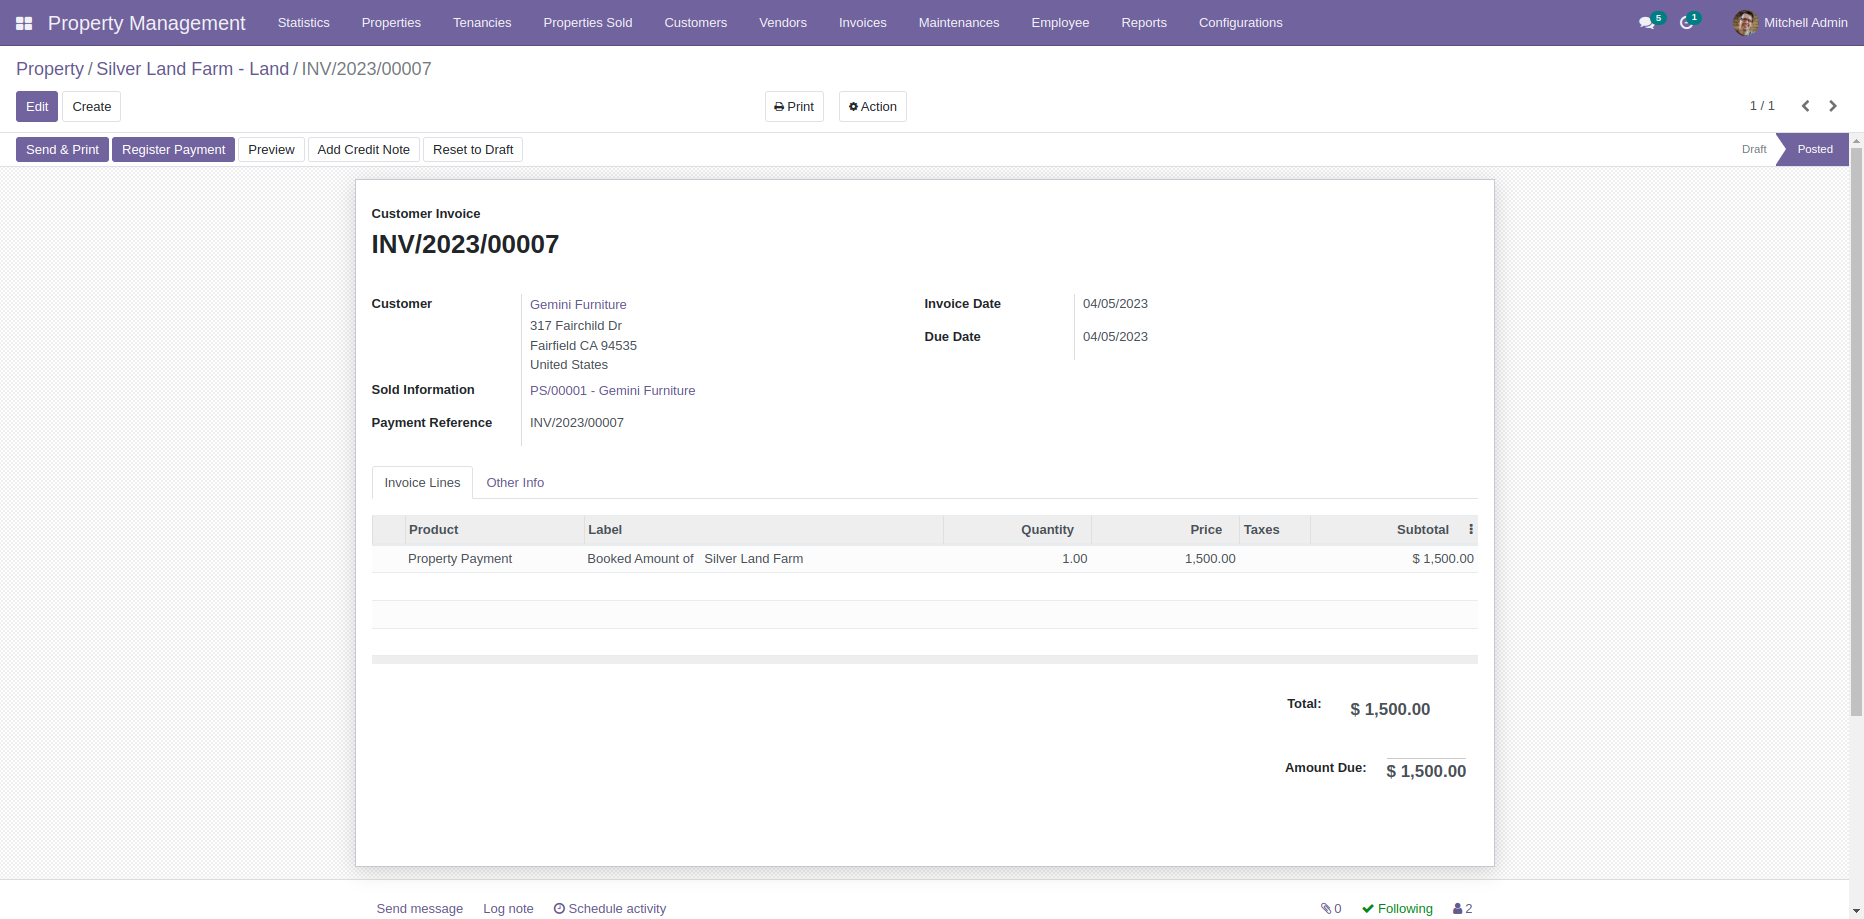 Property Management Statistics Properties Tenancies Properties Sold Customers Vendors Invoices Maintenances Employee Reports Configurations 5 1 Mitchell Admin
Property / Silver Land Farm - Land / INV/2023/00007
Edit Create Print Action 1 / 1
Send & Print Register Payment Preview Add Credit Note Reset to Draft Draft Posted
Customer Invoice
INV/2023/00007
Customer Gemini Furniture Invoice Date 04/05/2023
317 Fairchild Dr
Fairfield CA 94535 Due Date 04/05/2023
United States
Sold Information PS/00001 - Gemini Furniture
Payment Reference INV/2023/00007
Invoice Lines Other Info
Product Label Quantity Price Taxes Subtotal
Property Payment Booked Amount of Silver Land Farm 1.00 1,500.00 $ 1,500.00
Total: $ 1,500.00
Amount Due: $ 1,500.00
Send message Log note Schedule activity 0 Following 2